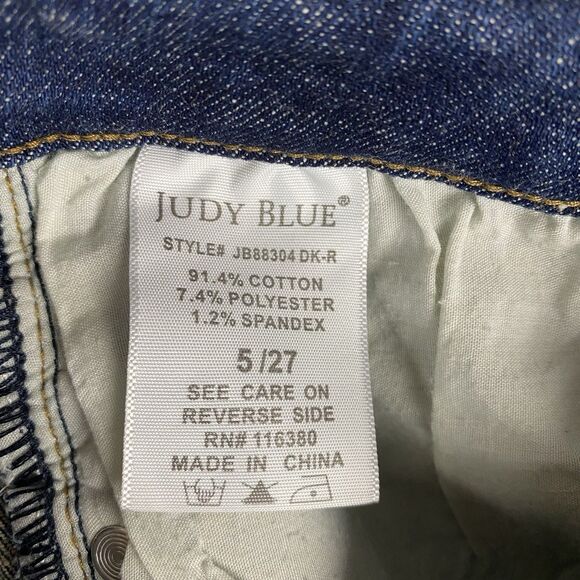 JUDY BLUE®
STYLE# JB88304 DK-R
91.4% COTTON
7.4% POLYESTER
1.2% SPANDEX
5/27
SEE CARE ON
REVERSE SIDE
RN# 116380
MADE IN CHINA